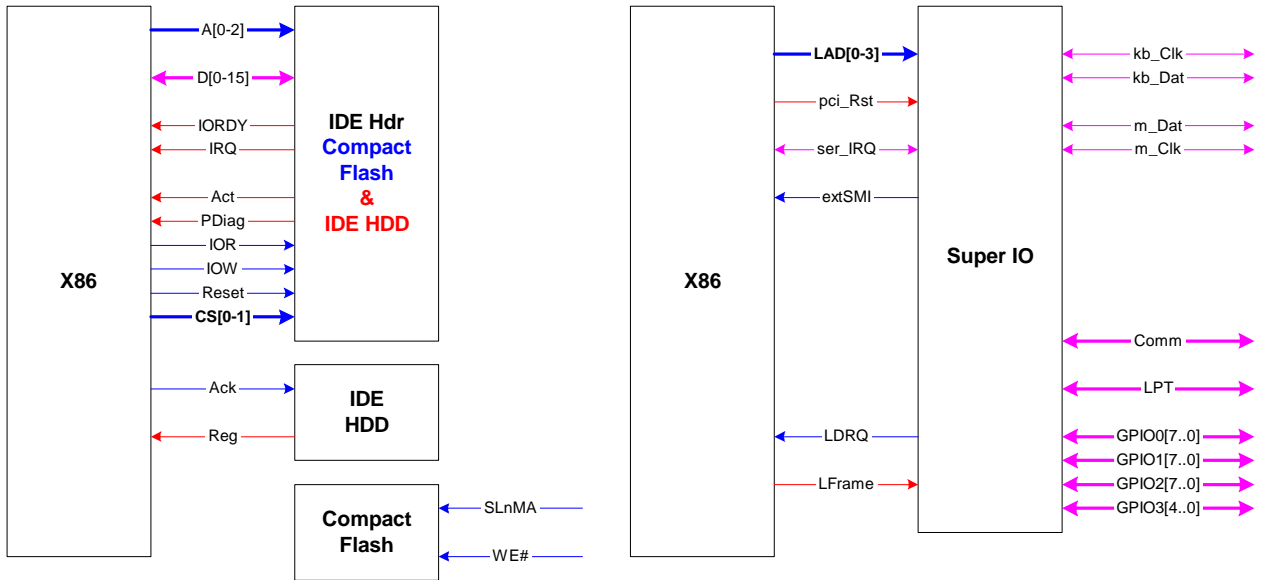 A[0-2]
D[0-15]
IORDY
IRQ
Act
PDiag
IOR
IOW
Reset
CS[0-1]
X86
IDE Hdr
Compact
Flash
&
IDE HDD
Ack
Reg
IDE
HDD
Compact
Flash
SLnMA
WE#
X86
LAD[0-3]
pci_Rst
ser_IRQ
extSMI
LDRQ
LFrame
Super IO
kb_Clk
kb_Dat
m_Dat
m_Clk
Comm
LPT
GPIO0[7..0]
GPIO1[7..0]
GPIO2[7..0]
GPIO3[4..0]